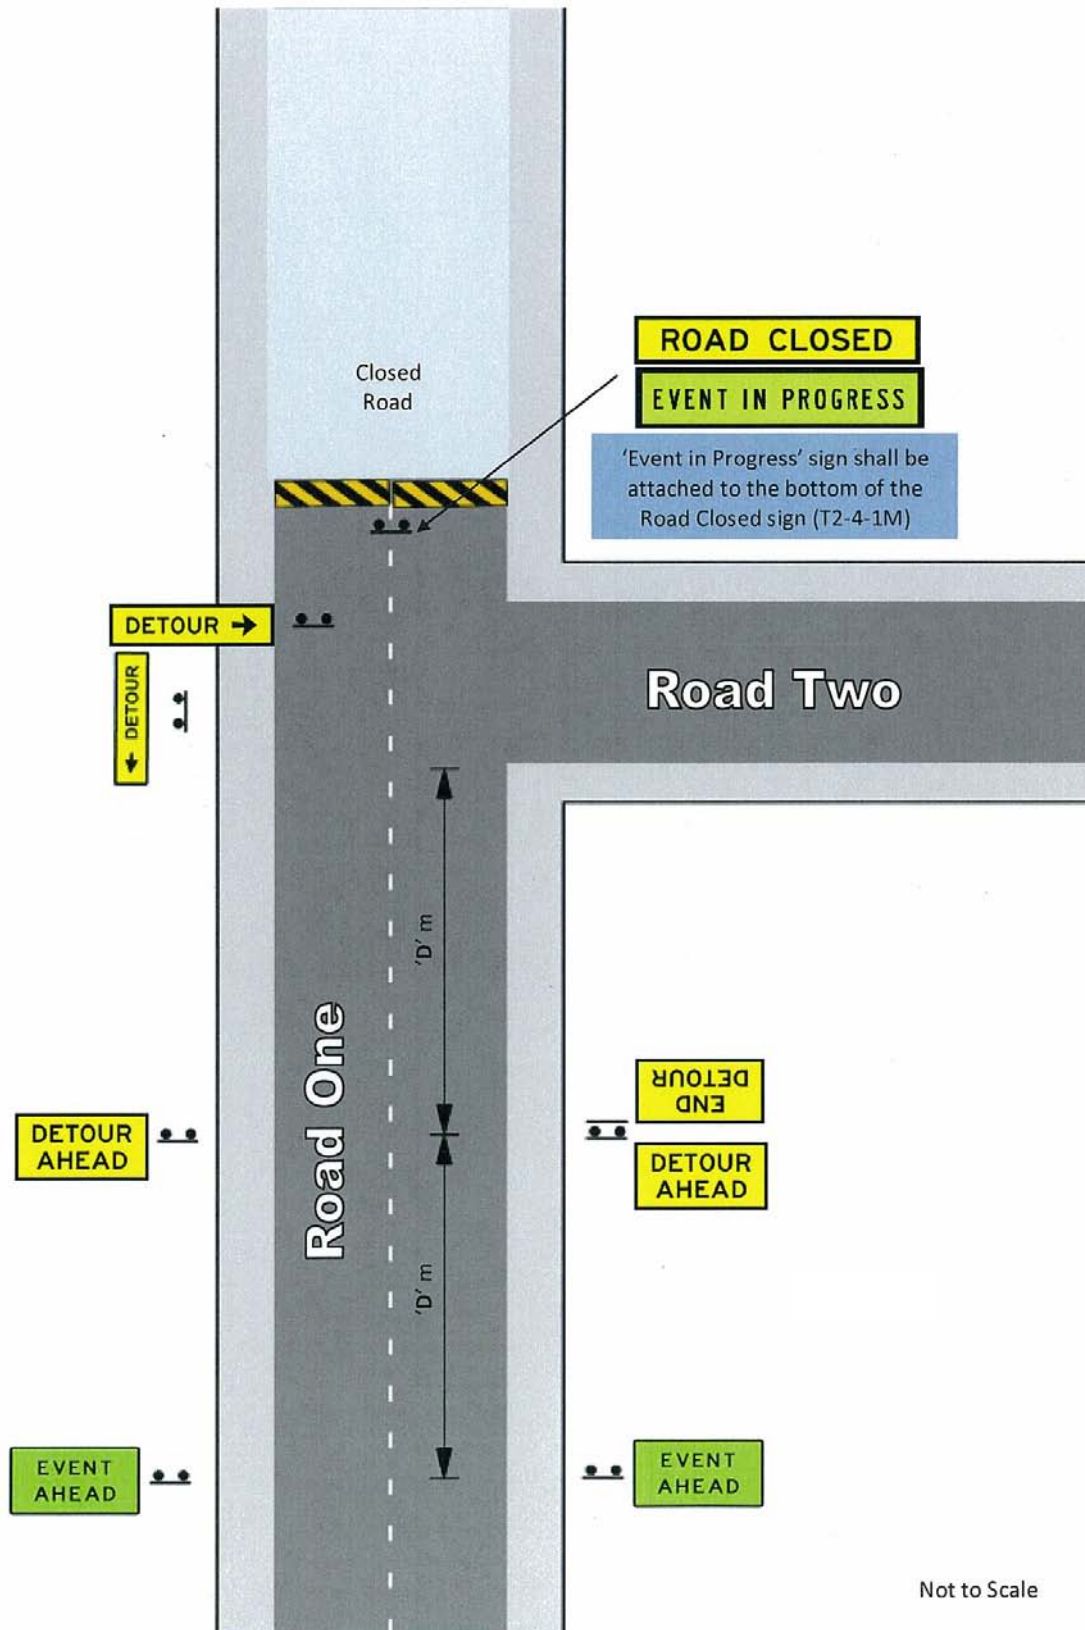 Closed
Road
ROAD CLOSED
EVENT IN PROGRESS
'Event in Progress' sign shall be
attached to the bottom of the
Road Closed sign (T2-4-1M)
DETOUR →
← DETOUR
Road Two
'D' m
Road One
END
DETOUR
DETOUR
AHEAD
DETOUR
AHEAD
'D' m
EVENT
AHEAD
EVENT
AHEAD
Not to Scale